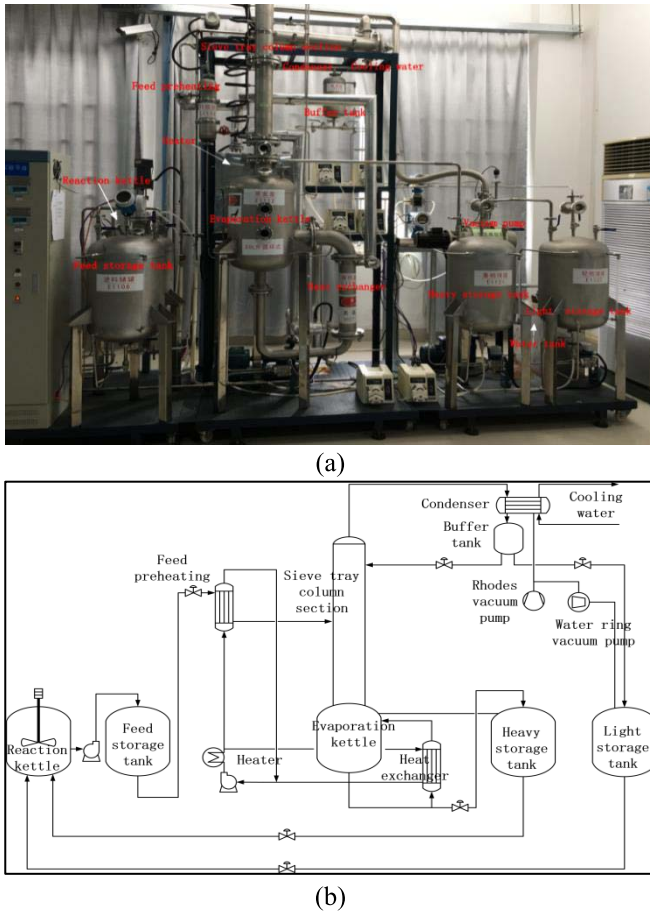 Sieve tray column section
Condenser
Cooling water
Feed preheating
Buffer tank
Heater
Reaction kettle
Evaporation kettle
Vacuum pump
Feed storage tank
Heat exchanger
Heavy storage tank
Light storage tank
Water tank
(a)
Condenser
Cooling
water
Buffer
tank
Feed
preheating
Sieve tray
column
section
Rhodes
vacuum
pump
Water ring
vacuum pump
Feed
storage
tank
Reaction
kettle
Evaporation
kettle
Heater
Heat
exchanger
Heavy
storage
tank
Light
storage
tank
(b)